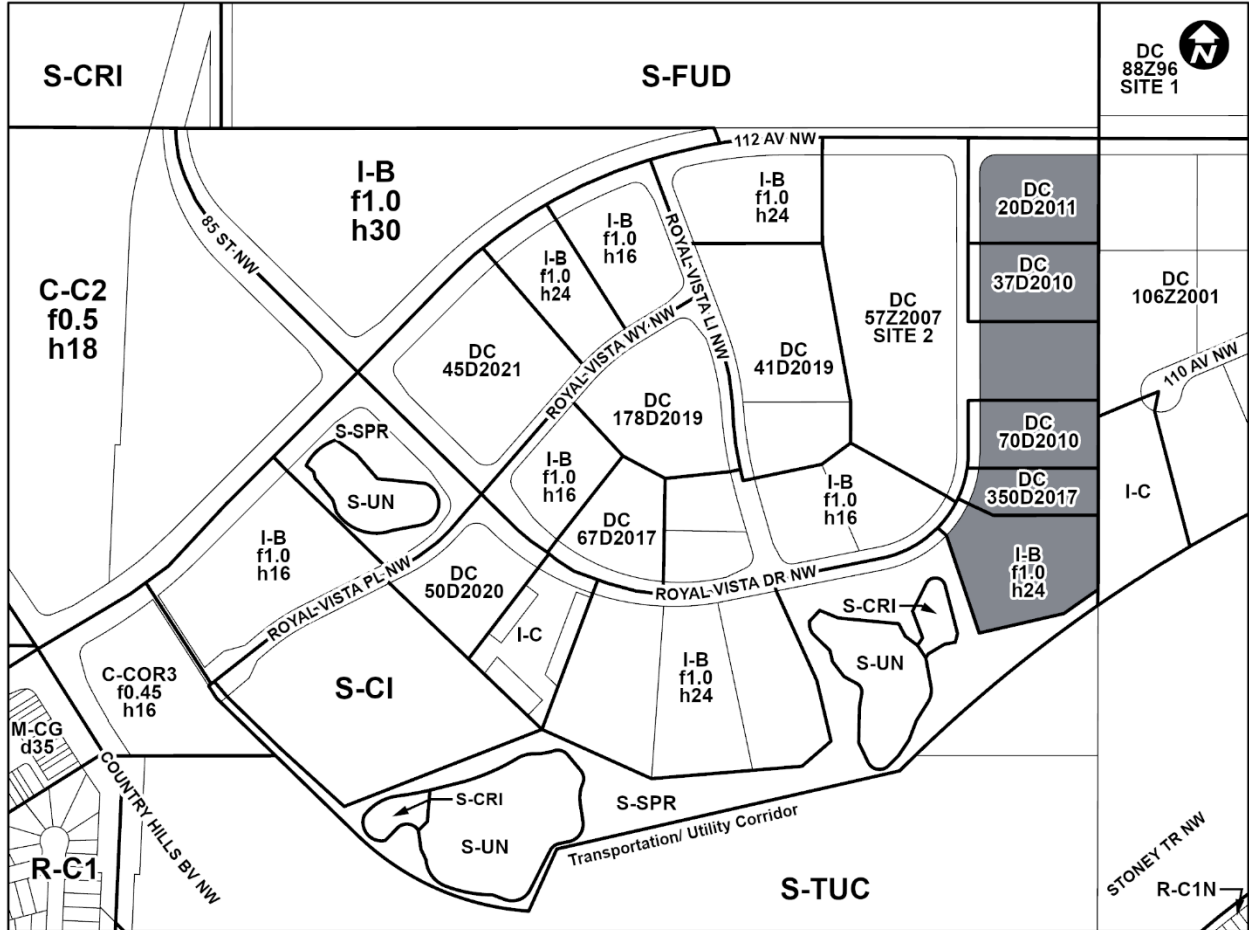 S-CRI
S-FUD
DC
88Z96
SITE 1
N
112 AV NW
I-B
f1.0
h30
I-B
f1.0
h24
DC
20D2011
85 ST NW
I-B
f1.0
h16
ROYAL VISTA LI NW
I-B
f1.0
h24
DC
37D2010
C-C2
f0.5
h18
DC
57Z2007
SITE 2
DC
106Z2001
DC
45D2021
ROYAL VISTA WY NW
DC
41D2019
110 AV NW
DC
178D2019
S-SPR
DC
70D2010
S-UN
I-B
f1.0
h16
I-B
f1.0
h16
DC
350D2017
I-C
I-B
f1.0
h16
DC
67D2017
I-B
f1.0
h24
ROYAL VISTA PL NW
DC
50D2020
ROYAL VISTA DR NW
I-C
S-CRI
C-COR3
f0.45
h16
S-CI
I-B
f1.0
h24
S-UN
M-CG
d35
COUNTRY HILLS BV NW
S-CRI
S-SPR
S-UN
Transportation/ Utility Corridor
R-C1
S-TUC
STONEY TR NW
R-C1N